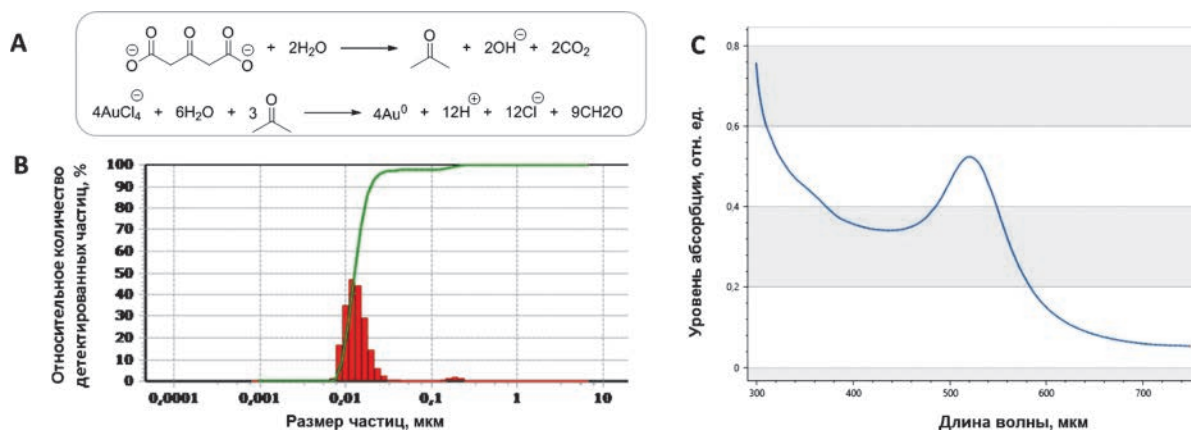 A
O O O
⊖O O⊖
+ 2H₂O → O + 2OH⊖ + 2CO₂
4AuCl₄⊖ + 6H₂O + 3 O → 4Au⁰ + 12H⊕ + 12Cl⊖ + 9CH2O
B
Относительное количество
детектированных частиц, %
100
90
80
70
60
50
40
30
20
10
0
0,0001 0,001 0,01 0,1 1 10
Размер частиц, мкм
C
Уровень абсорбции, отн. ед.
0,8
0,6
0,4
0,2
0
300 400 500 600 700
Длина волны, мкм